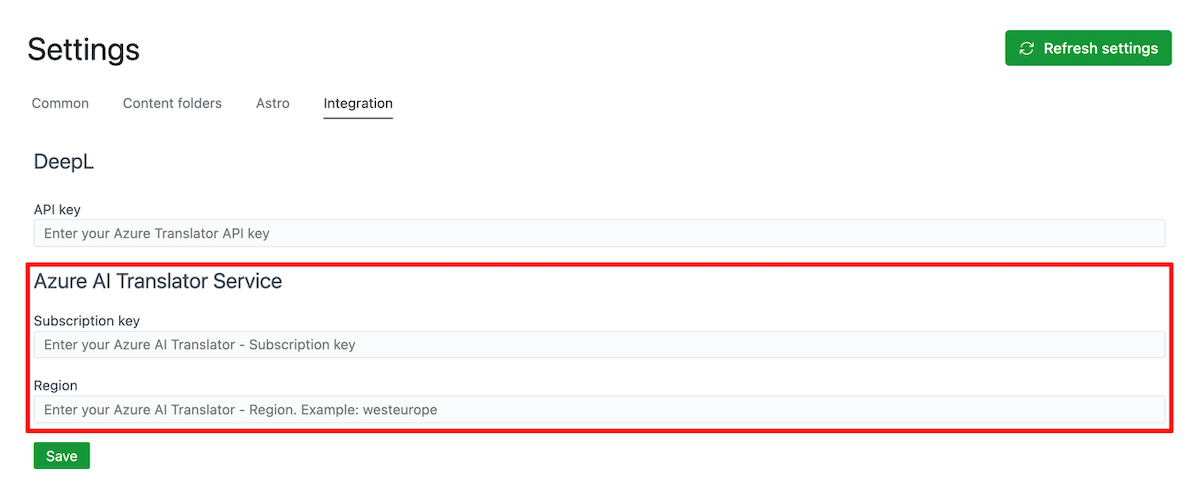 Settings
Refresh settings
Common Content folders Astro Integration
DeepL
API key
Enter your Azure Translator API key
Azure AI Translator Service
Subscription key
Enter your Azure AI Translator - Subscription key
Region
Enter your Azure AI Translator - Region. Example: westeurope
Save